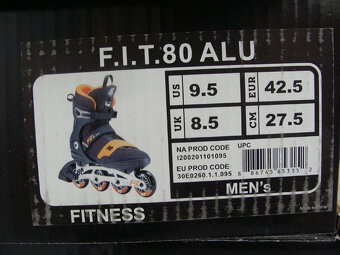 F.I.T.80 ALU
US 9.5 EUR 42.5
UK 8.5 CM 27.5
NA PROD CODE UPC
I200201101095
EU PROD CODE
30E0260.1.1.095
MEN's
FITNESS